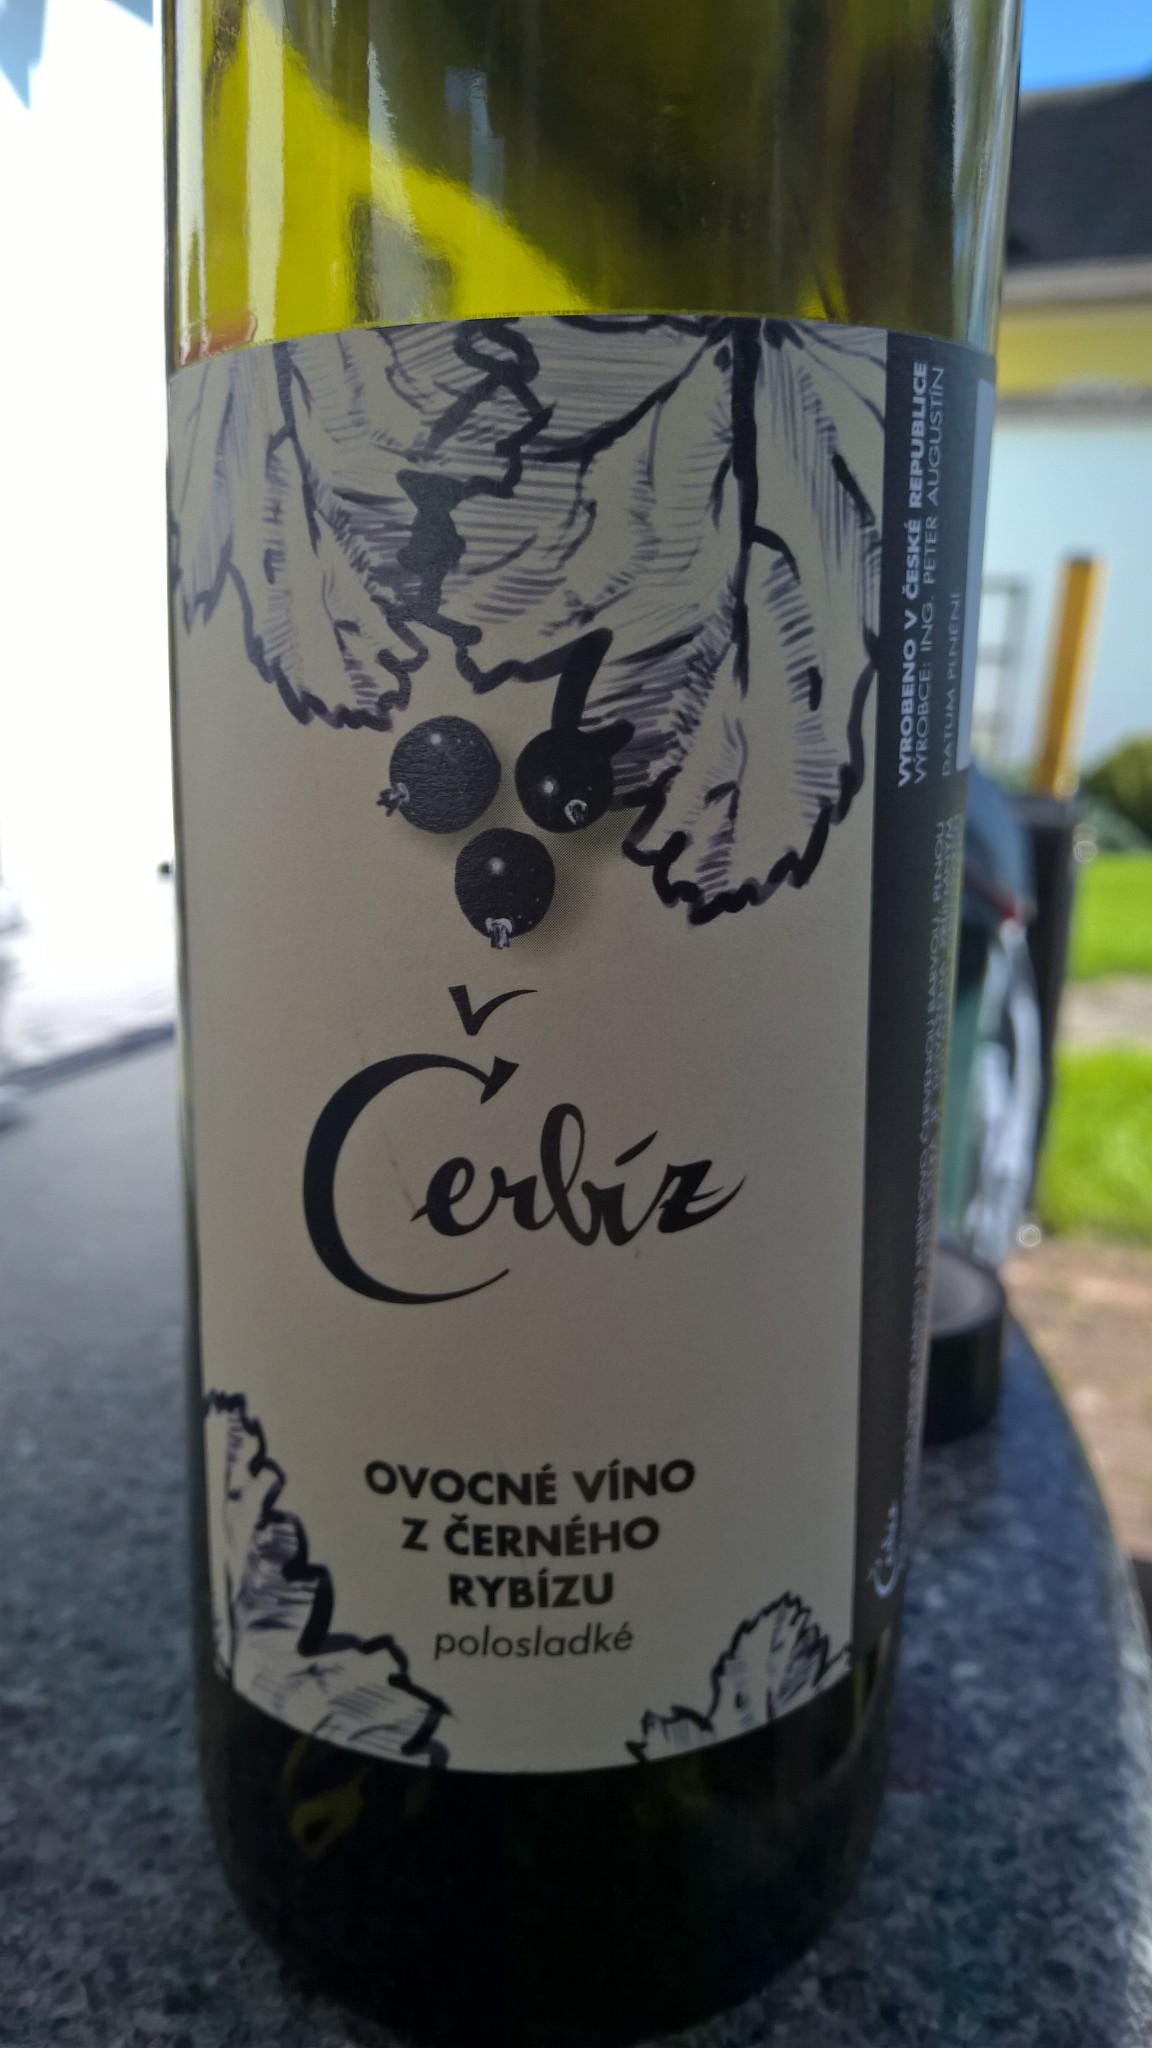 Čerbíz
OVOCNÉ VÍNO
Z ČERNÉHO
RYBÍZU
polosladké
VYROBENO V ČESKÉ REPUBLICE
VÝROBCE: ING. PETER AUGUSTÍN
DATUM PLNĚNÍ